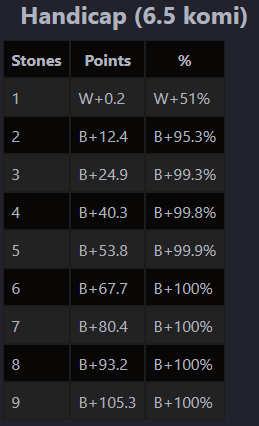 Handicap (6.5 komi)
Stones Points %
1 W+0.2 W+51%
2 B+12.4 B+95.3%
3 B+24.9 B+99.3%
4 B+40.3 B+99.8%
5 B+53.8 B+99.9%
6 B+67.7 B+100%
7 B+80.4 B+100%
8 B+93.2 B+100%
9 B+105.3 B+100%